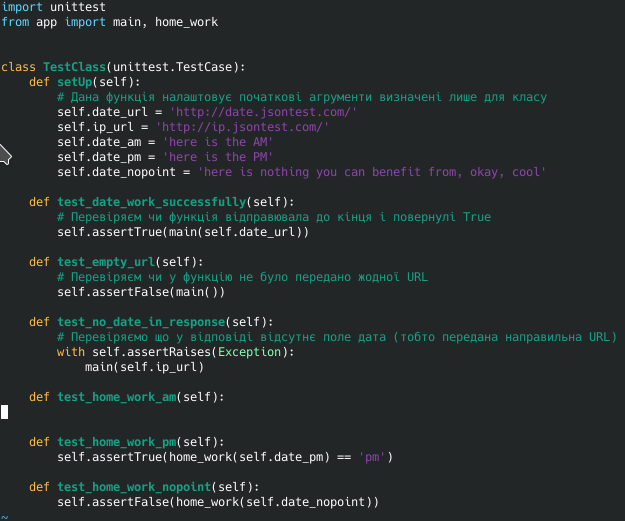 import unittest
from app import main, home_work
class TestClass(unittest.TestCase):
def setUp(self):
# Дана функція налаштовує початкові агрументи визначені лише для класу
self.date_url = 'http://date.jsontest.com/'
self.ip_url = 'http://ip.jsontest.com/'
self.date_am = 'here is the AM'
self.date_pm = 'here is the PM'
self.date_nopoint = 'here is nothing you can benefit from, okay, cool'
def test_date_work_successfully(self):
# Перевіряєм чи функція відправювала до кінця і повернулі True
self.assertTrue(main(self.date_url))
def test_empty_url(self):
# Перевіряєм чи у функцію не було передано жодної URL
self.assertFalse(main())
def test_no_date_in_response(self):
# Перевіряємо що у відповіді відсутнє поле дата (тобто передана направильна URL)
with self.assertRaises(Exception):
main(self.ip_url)
def test_home_work_am(self):
def test_home_work_pm(self):
self.assertTrue(home_work(self.date_pm) == 'pm')
def test_home_work_nopoint(self):
self.assertFalse(home_work(self.date_nopoint))
~